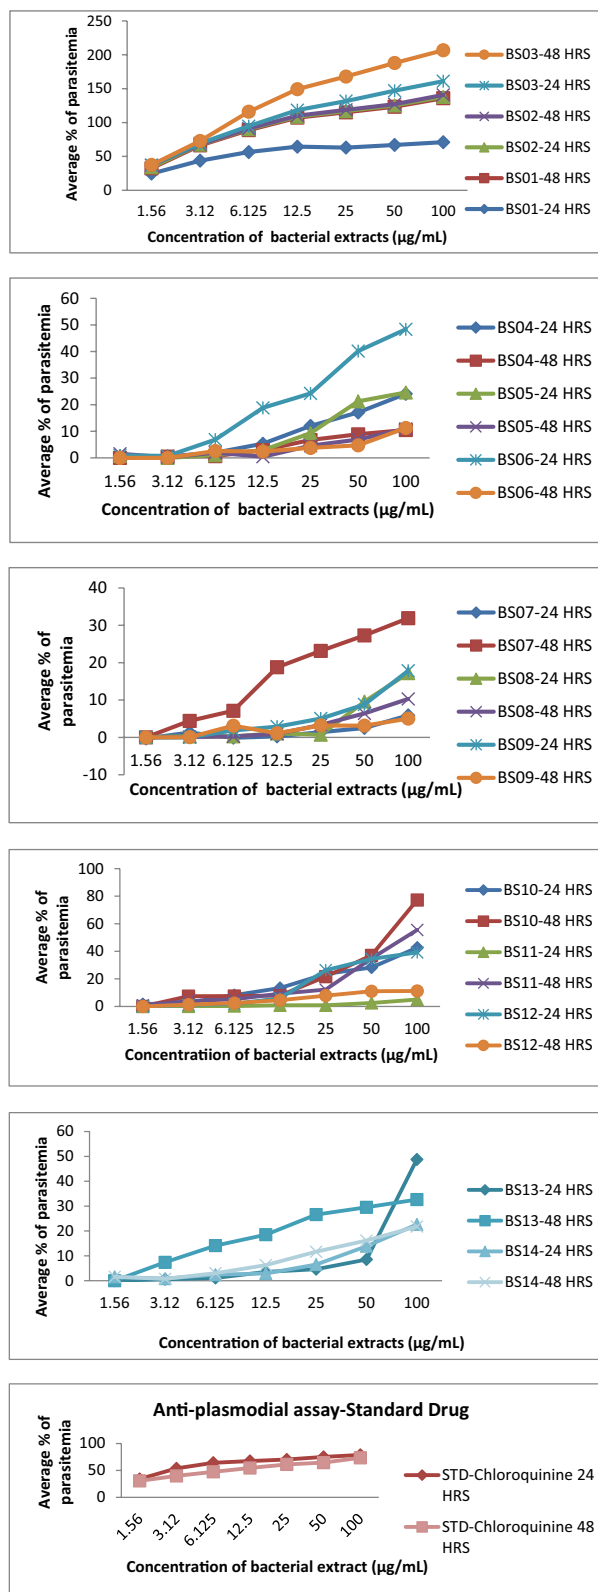 Average % of parasitemia
250
200
150
100
50
0
1.56 3.12 6.125 12.5 25 50 100
Concentration of bacterial extracts (µg/mL)
BS03-48 HRS
BS03-24 HRS
BS02-48 HRS
BS02-24 HRS
BS01-48 HRS
BS01-24 HRS
Average % of parasitemia
60
50
40
30
20
10
0
1.56 3.12 6.125 12.5 25 50 100
Concentration of bacterial extracts (µg/mL)
BS04-24 HRS
BS04-48 HRS
BS05-24 HRS
BS05-48 HRS
BS06-24 HRS
BS06-48 HRS
Average % of
parasitemia
40
30
20
10
0
-10
1.56 3.12 6.125 12.5 25 50 100
Concentration of bacterial extracts (µg/mL)
BS07-24 HRS
BS07-48 HRS
BS08-24 HRS
BS08-48 HRS
BS09-24 HRS
BS09-48 HRS
Average % of
parasitemia
100
80
60
40
20
0
1.56 3.12 6.125 12.5 25 50 100
Concentration of bacterial extracts (µg/mL)
BS10-24 HRS
BS10-48 HRS
BS11-24 HRS
BS11-48 HRS
BS12-24 HRS
BS12-48 HRS
Average % of parasitemia
60
50
40
30
20
10
0
1.56 3.12 6.125 12.5 25 50 100
Concentration of bacterial extracts (µg/mL)
BS13-24 HRS
BS13-48 HRS
BS14-24 HRS
BS14-48 HRS
Anti-plasmodial assay-Standard Drug
Average % of
parasitemia
100
50
0
1.56 3.12 6.125 12.5 25 50 100
Concentration of bacterial extract (µg/mL)
STD-Chloroquinine 24
HRS
STD-Chloroquinine 48
HRS